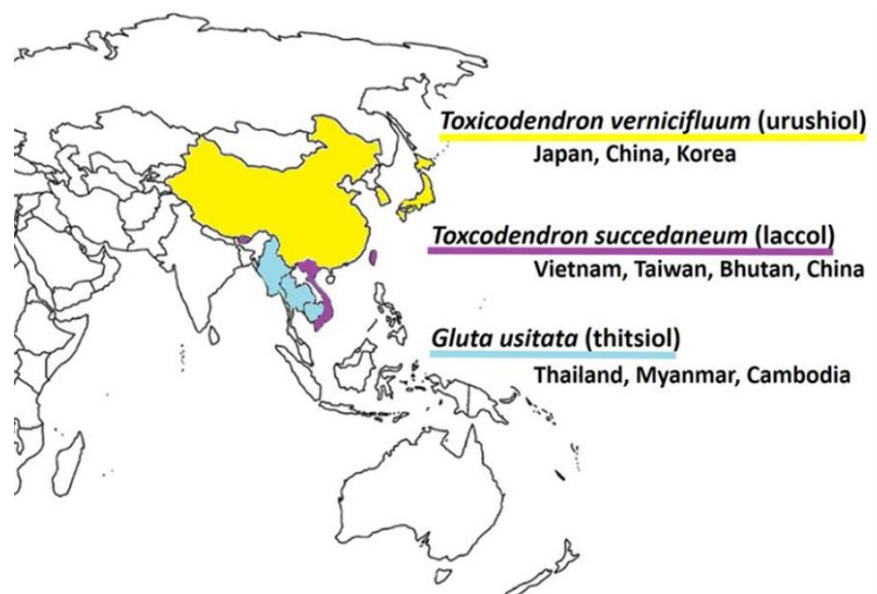 Toxicodendron vernicifluum (urushiol)
Japan, China, Korea
Toxcodendron succedaneum (laccol)
Vietnam, Taiwan, Bhutan, China
Gluta usitata (thitsiol)
Thailand, Myanmar, Cambodia